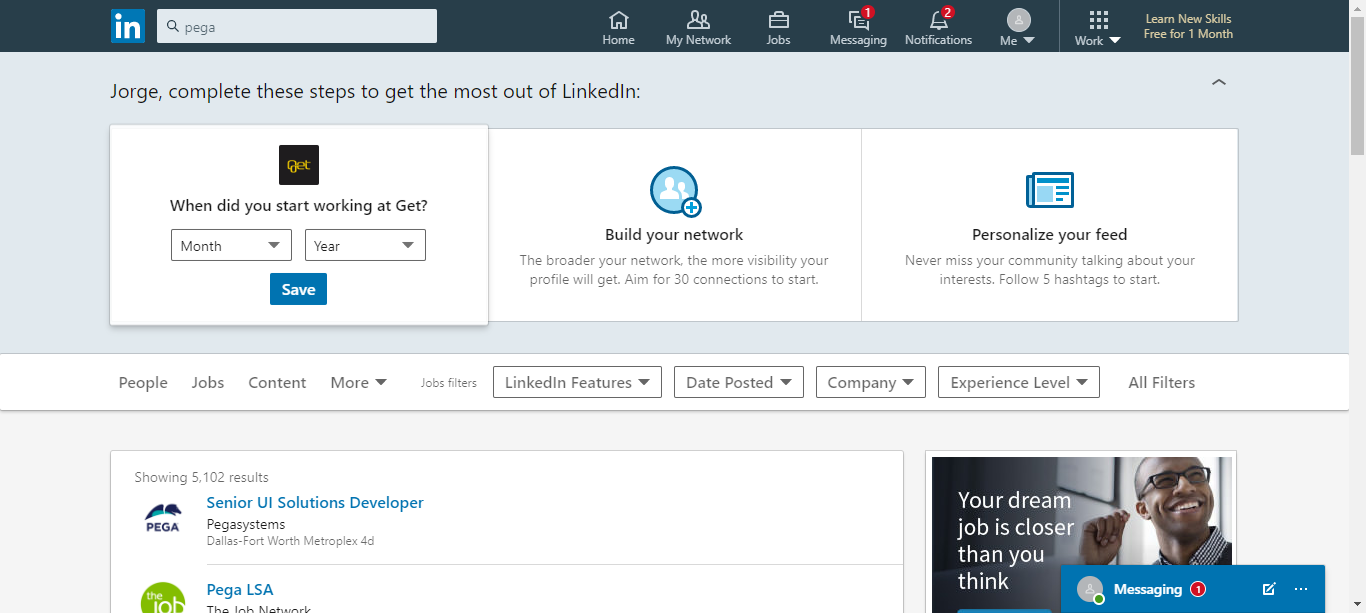 in
pega
Home
My Network
Jobs
1
Messaging
2
Notifications
Me
Work
Learn New Skills
Free for 1 Month
Jorge, complete these steps to get the most out of LinkedIn:
Get
When did you start working at Get?
Month
Year
Save
Build your network
The broader your network, the more visibility your
profile will get. Aim for 30 connections to start.
Personalize your feed
Never miss your community talking about your
interests. Follow 5 hashtags to start.
People
Jobs
Content
More
Jobs filters
LinkedIn Features
Date Posted
Company
Experience Level
All Filters
Showing 5,102 results
PEGA
Senior UI Solutions Developer
Pegasystems
Dallas-Fort Worth Metroplex 4d
the
job
Pega LSA
The Job Network
Your dream
job is closer
than you
think
Messaging 1